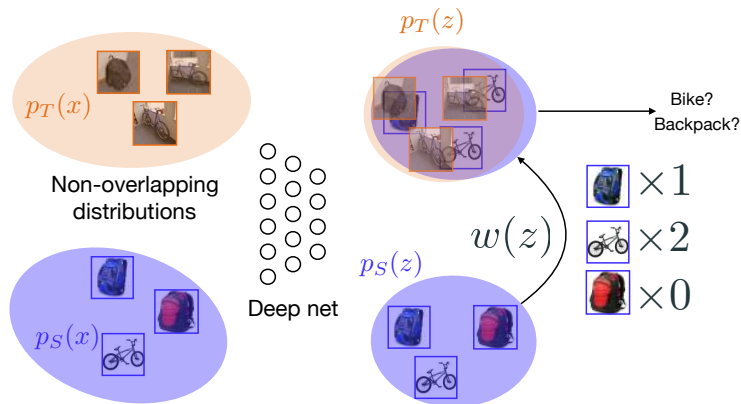 p_T(z)
p_T(x)
Bike?
Backpack?
Non-overlapping
distributions
×1
w(z)
×2
p_S(z)
×0
Deep net
p_S(x)